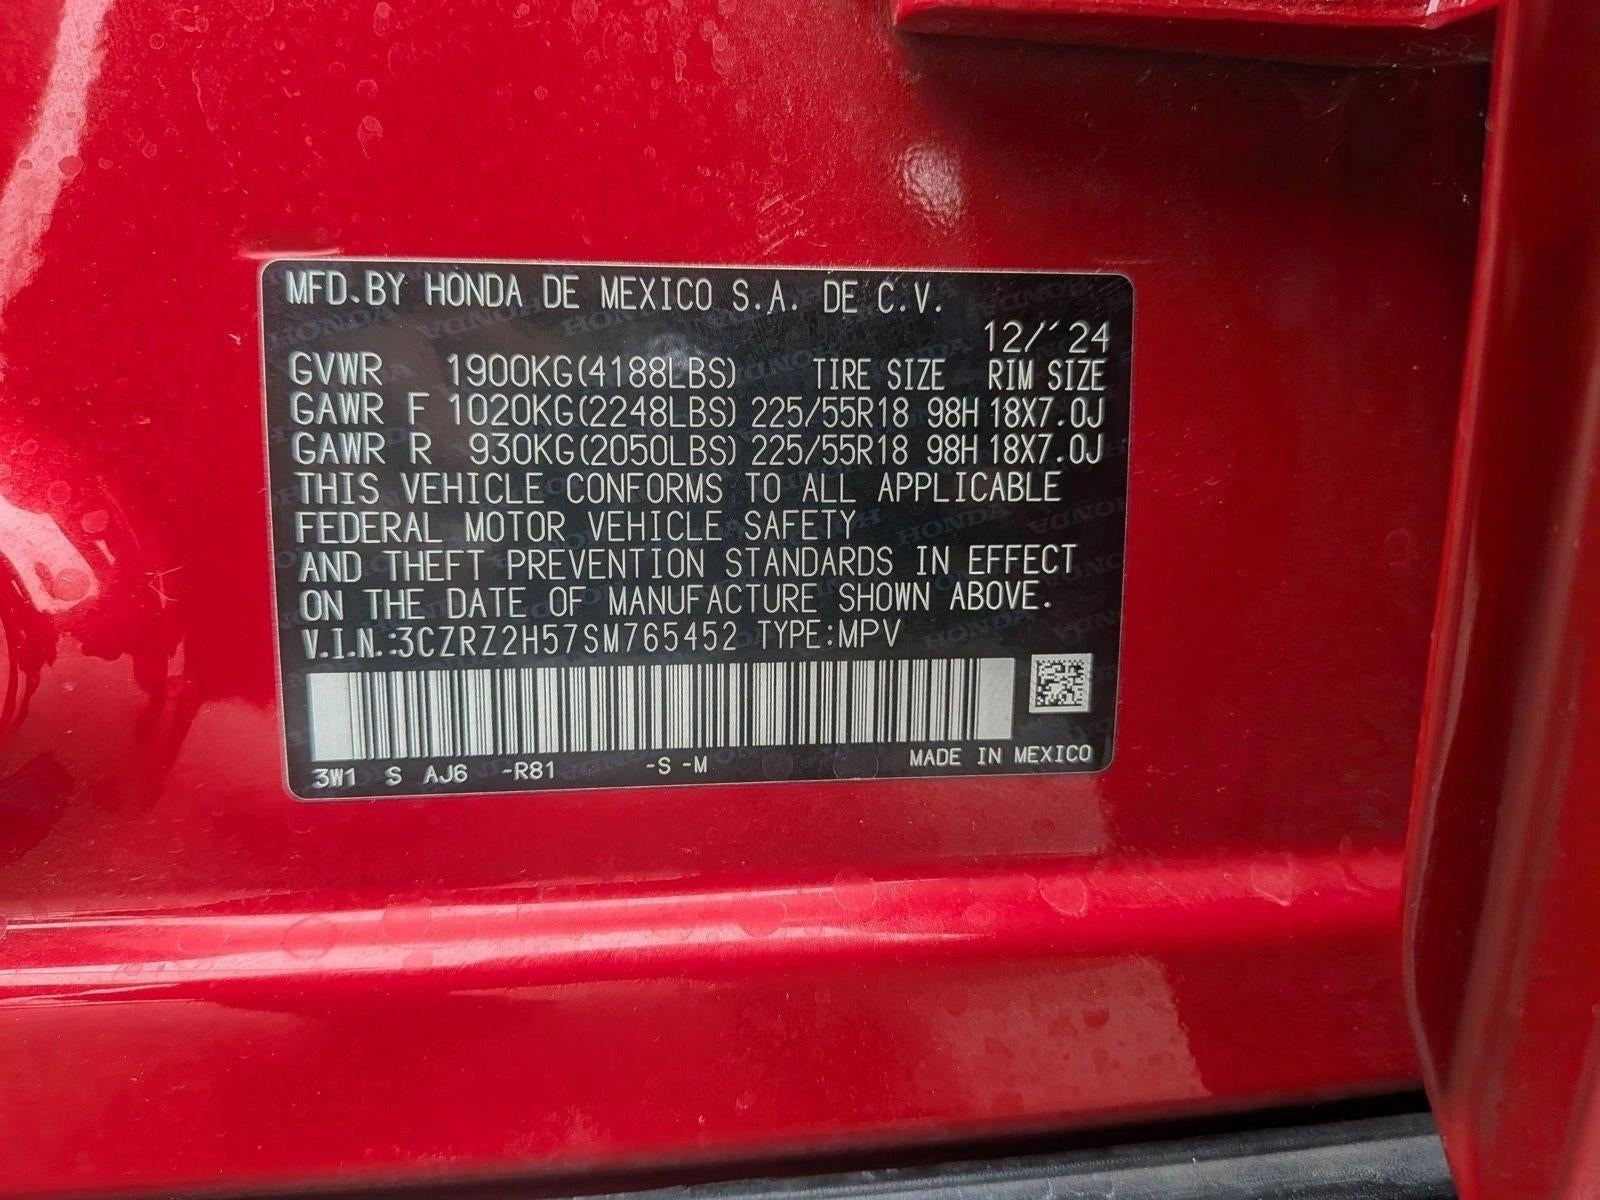 MFD.BY HONDA DE MEXICO S.A. DE C.V.
12/'24
GVWR 1900KG(4188LBS) TIRE SIZE RIM SIZE
GAWR F 1020KG(2248LBS) 225/55R18 98H 18X7.0J
GAWR R 930KG(2050LBS) 225/55R18 98H 18X7.0J
THIS VEHICLE CONFORMS TO ALL APPLICABLE
FEDERAL MOTOR VEHICLE SAFETY
AND THEFT PREVENTION STANDARDS IN EFFECT
ON THE DATE OF MANUFACTURE SHOWN ABOVE.
V.I.N.:3CZRZ2H57SM765452 TYPE:MPV
3W1 S AJ6 -R81 -S -M MADE IN MEXICO